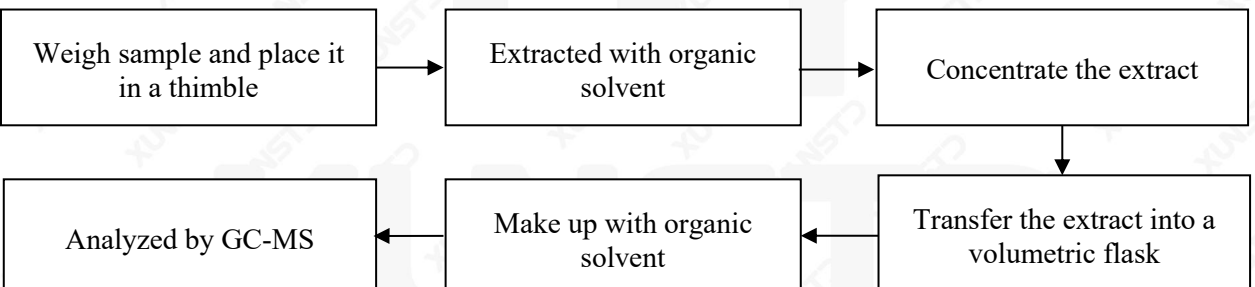 Weigh sample and place it
in a thimble
Extracted with organic
solvent
Concentrate the extract
Transfer the extract into a
volumetric flask
Make up with organic
solvent
Analyzed by GC-MS